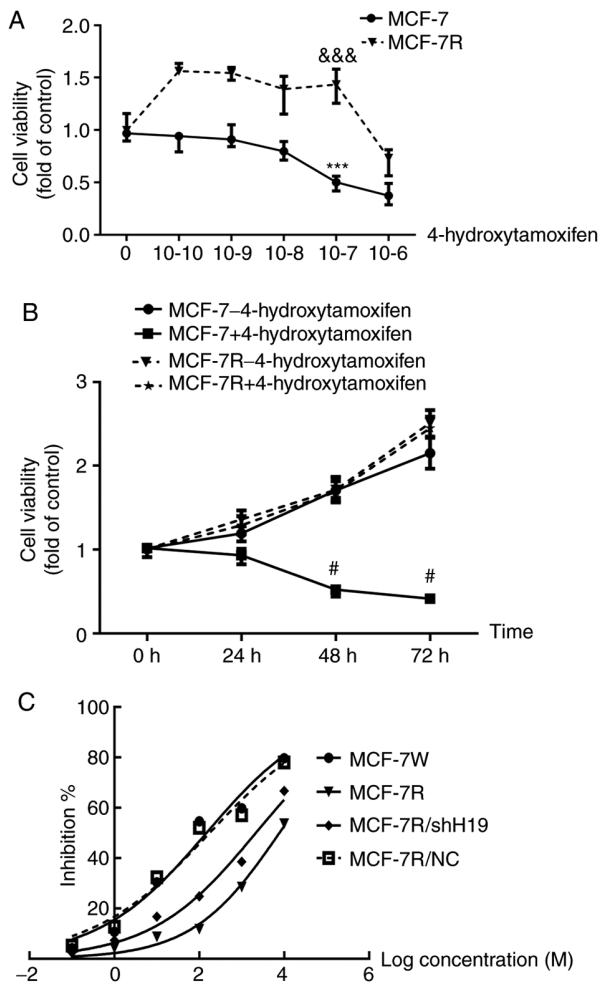 A
MCF-7
MCF-7R
Cell viability
(fold of control)
2.0
1.5
1.0
0.5
0.0
&&&
***
0 10-10 10-9 10-8 10-7 10-6
4-hydroxytamoxifen
B
MCF-7–4-hydroxytamoxifen
MCF-7+4-hydroxytamoxifen
MCF-7R–4-hydroxytamoxifen
MCF-7R+4-hydroxytamoxifen
Cell viability
(fold of control)
3
2
1
0
# #
0 h 24 h 48 h 72 h
Time
C
Inhibition %
100
80
60
40
20
MCF-7W
MCF-7R
MCF-7R/shH19
MCF-7R/NC
–2 0 2 4 6
Log concentration (M)